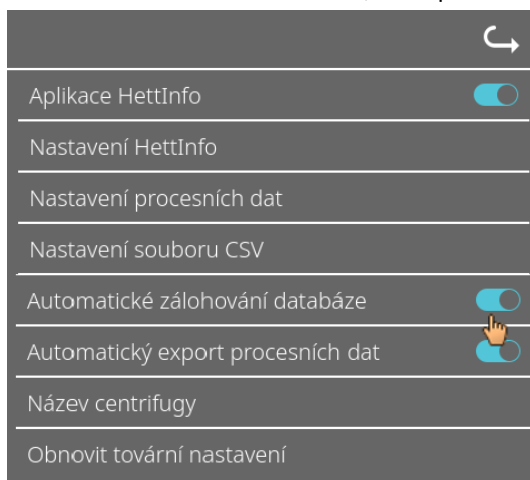 Aplikace HettInfo
Nastavení HettInfo
Nastavení procesních dat
Nastavení souboru CSV
Automatické zálohování databáze
Automatický export procesních dat
Název centrifugy
Obnovit tovární nastavení